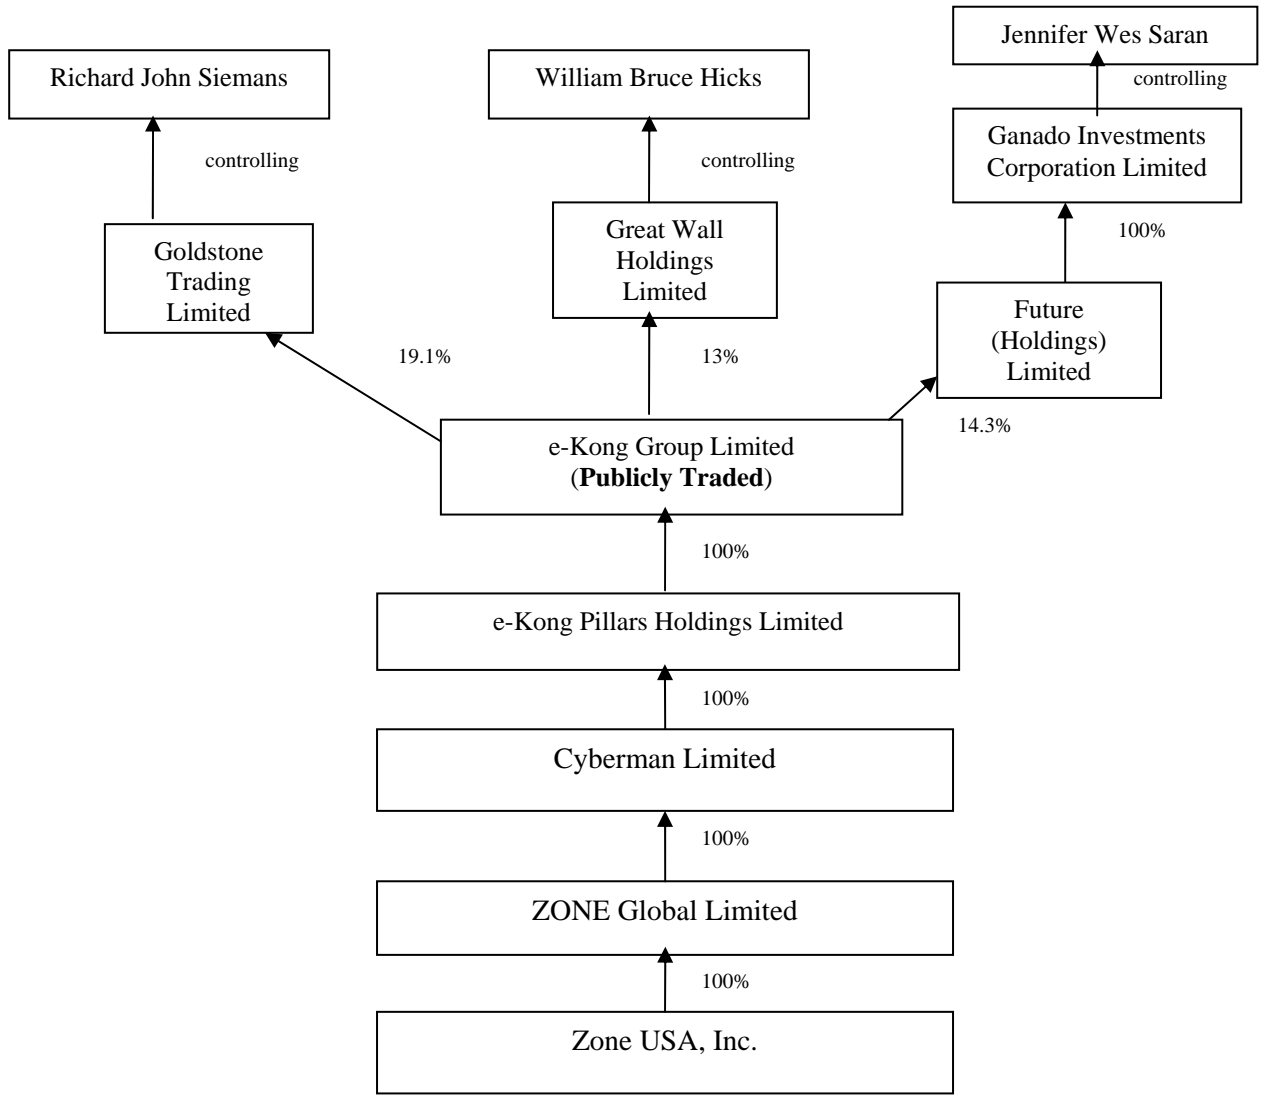 Jennifer Wes Saran
Richard John Siemans
William Bruce Hicks
controlling
Ganado Investments
Corporation Limited
controlling
controlling
100%
Goldstone
Trading
Limited
Great Wall
Holdings
Limited
Future
(Holdings)
Limited
19.1%
13%
14.3%
e-Kong Group Limited
(Publicly Traded)
100%
e-Kong Pillars Holdings Limited
100%
Cyberman Limited
100%
ZONE Global Limited
100%
Zone USA, Inc.